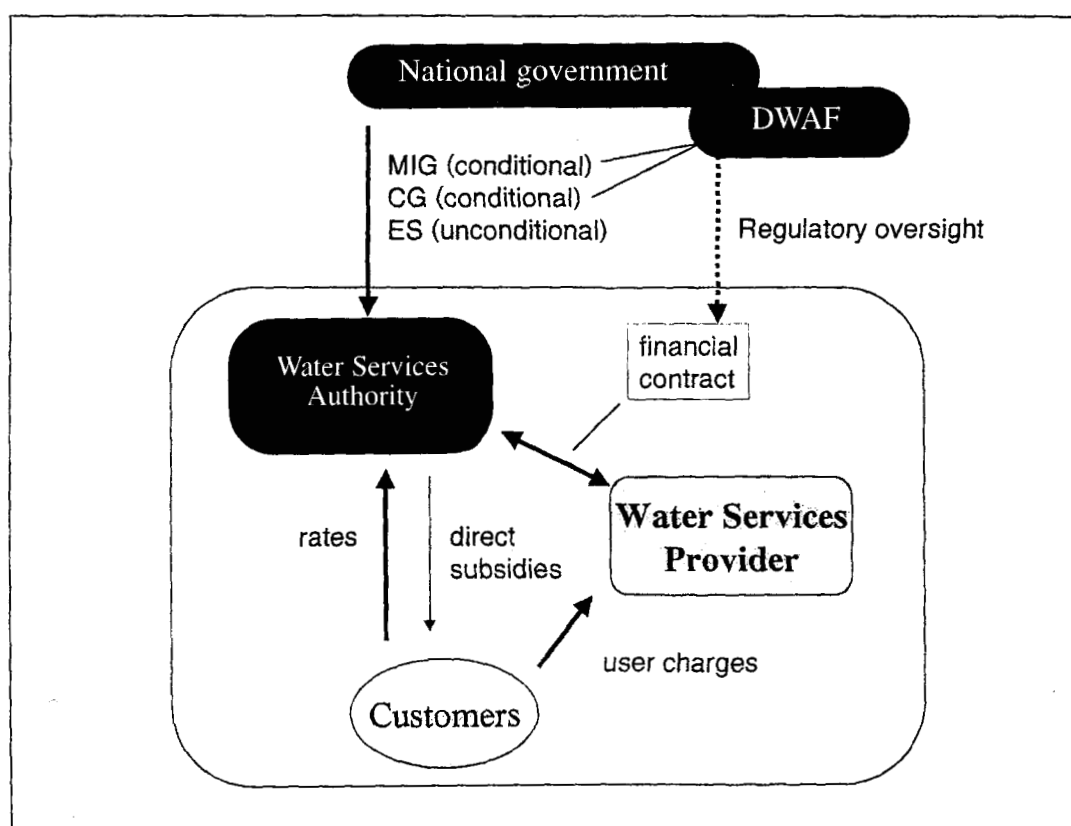 National government
DWAF
MIG (conditional)
CG (conditional)
ES (unconditional)
Regulatory oversight
Water Services
Authority
financial
contract
Water Services
Provider
rates
direct
subsidies
user charges
Customers